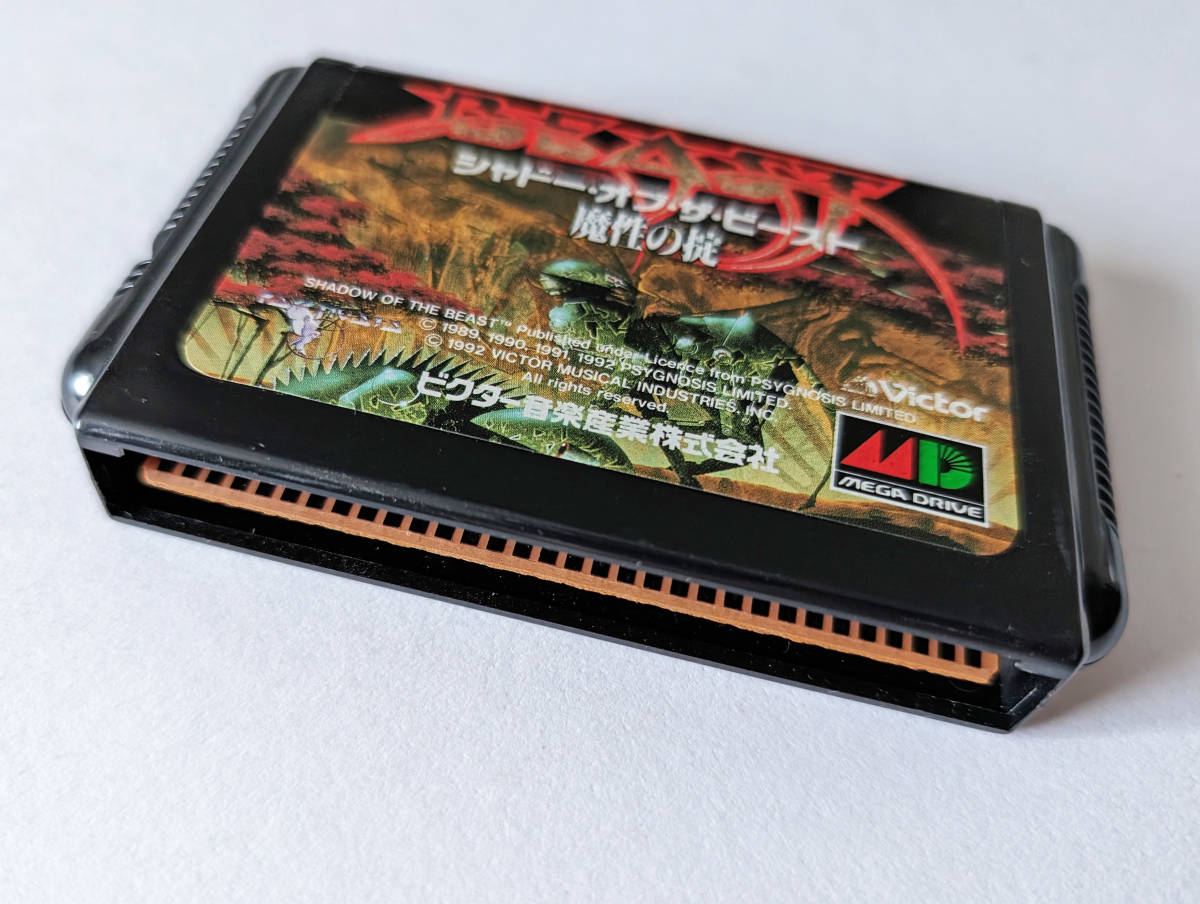 BEAST
シャドー・オブ・ザ・ビースト
魔性の掟
SHADOW OF THE BEAST™ Published under Licence from PSYGNOSIS LIMITED
© 1989, 1990, 1991, 1992 PSYGNOSIS LIMITED.
© 1992 VICTOR MUSICAL INDUSTRIES, INC.
All rights reserved.
Victor
ビクター音楽産業株式会社
MD
MEGA DRIVE